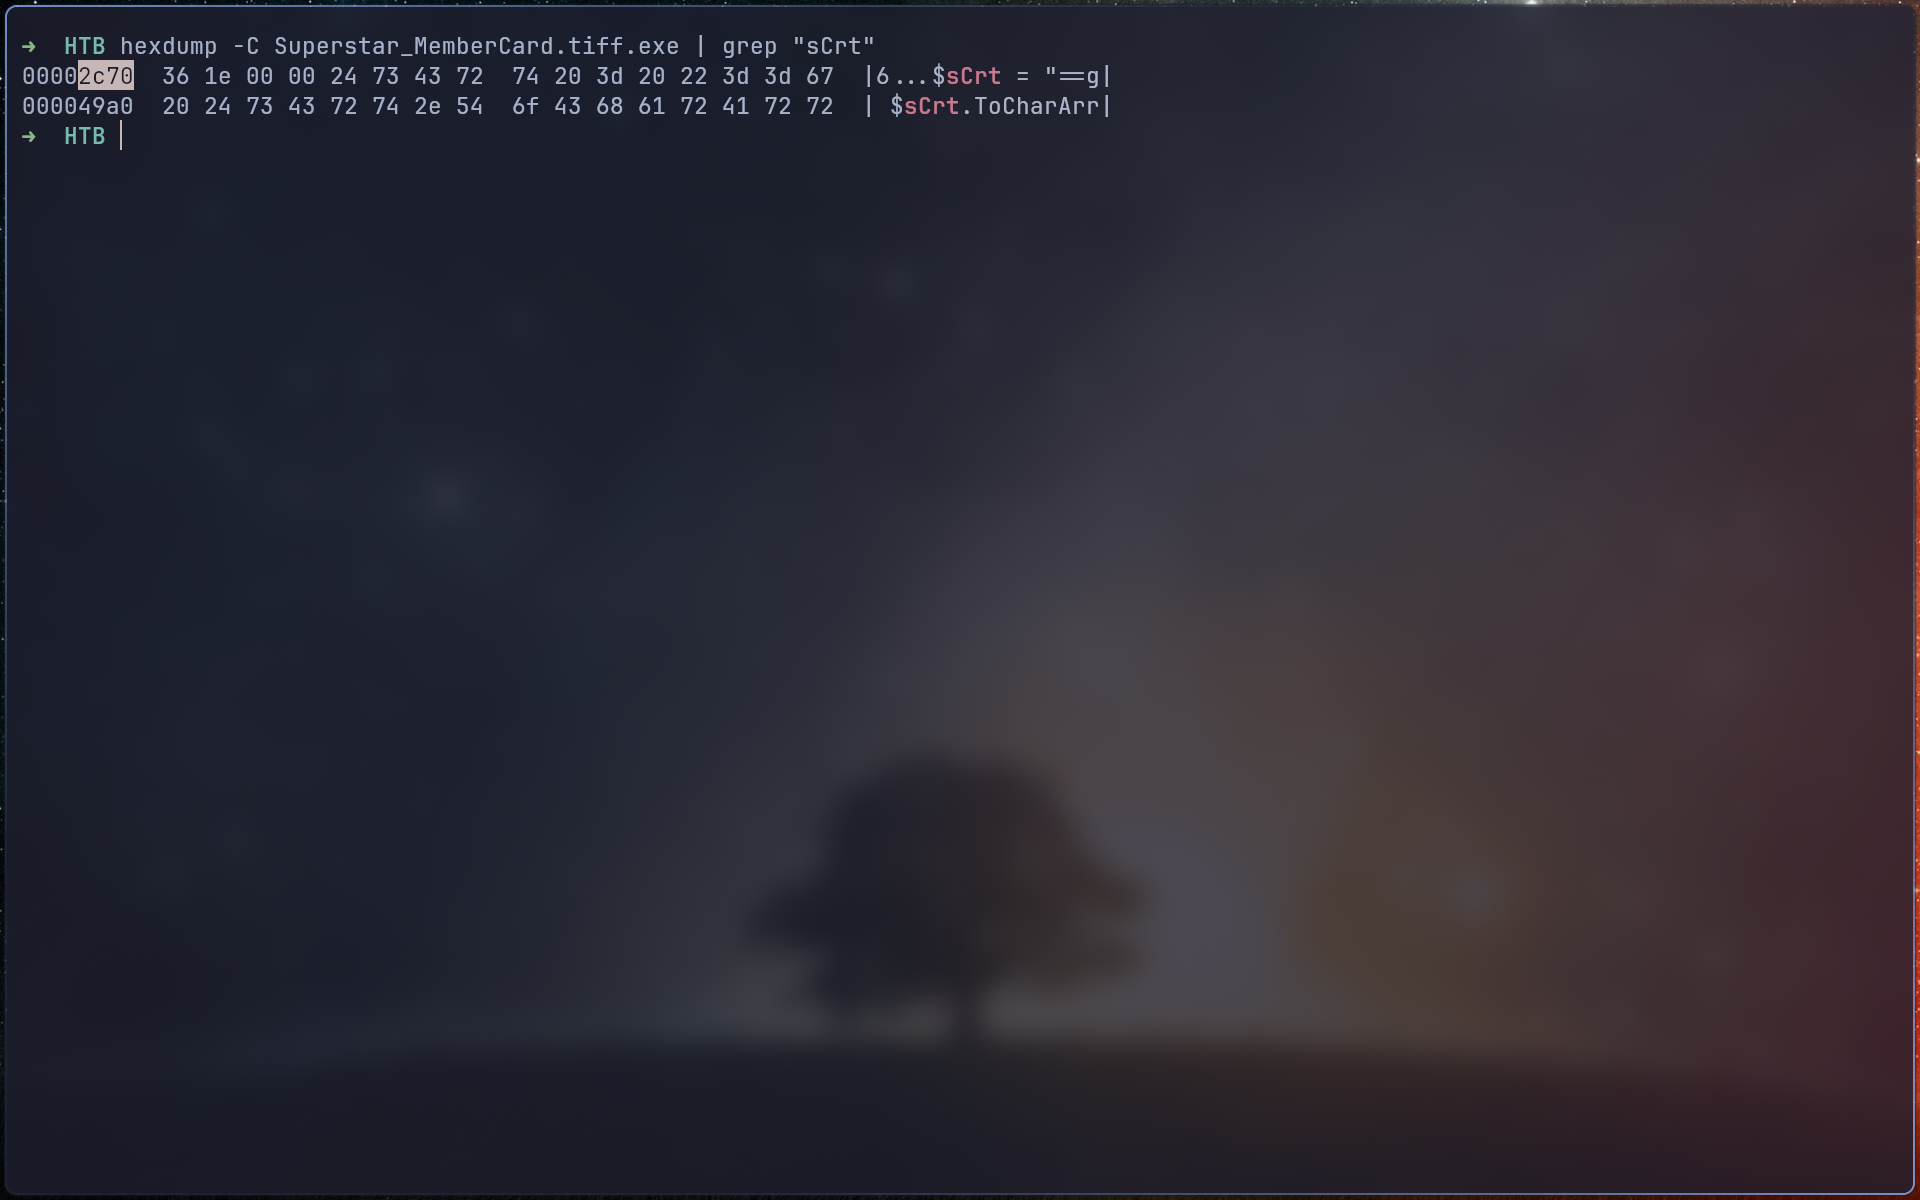 ➜  HTB hexdump -C Superstar_MemberCard.tiff.exe | grep "sCrt"
00002c70  36 1e 00 00 24 73 43 72  74 20 3d 20 22 3d 3d 67  |6...$sCrt = "==g|
000049a0  20 24 73 43 72 74 2e 54  6f 43 68 61 72 41 72 72  | $sCrt.ToCharArr|
➜  HTB